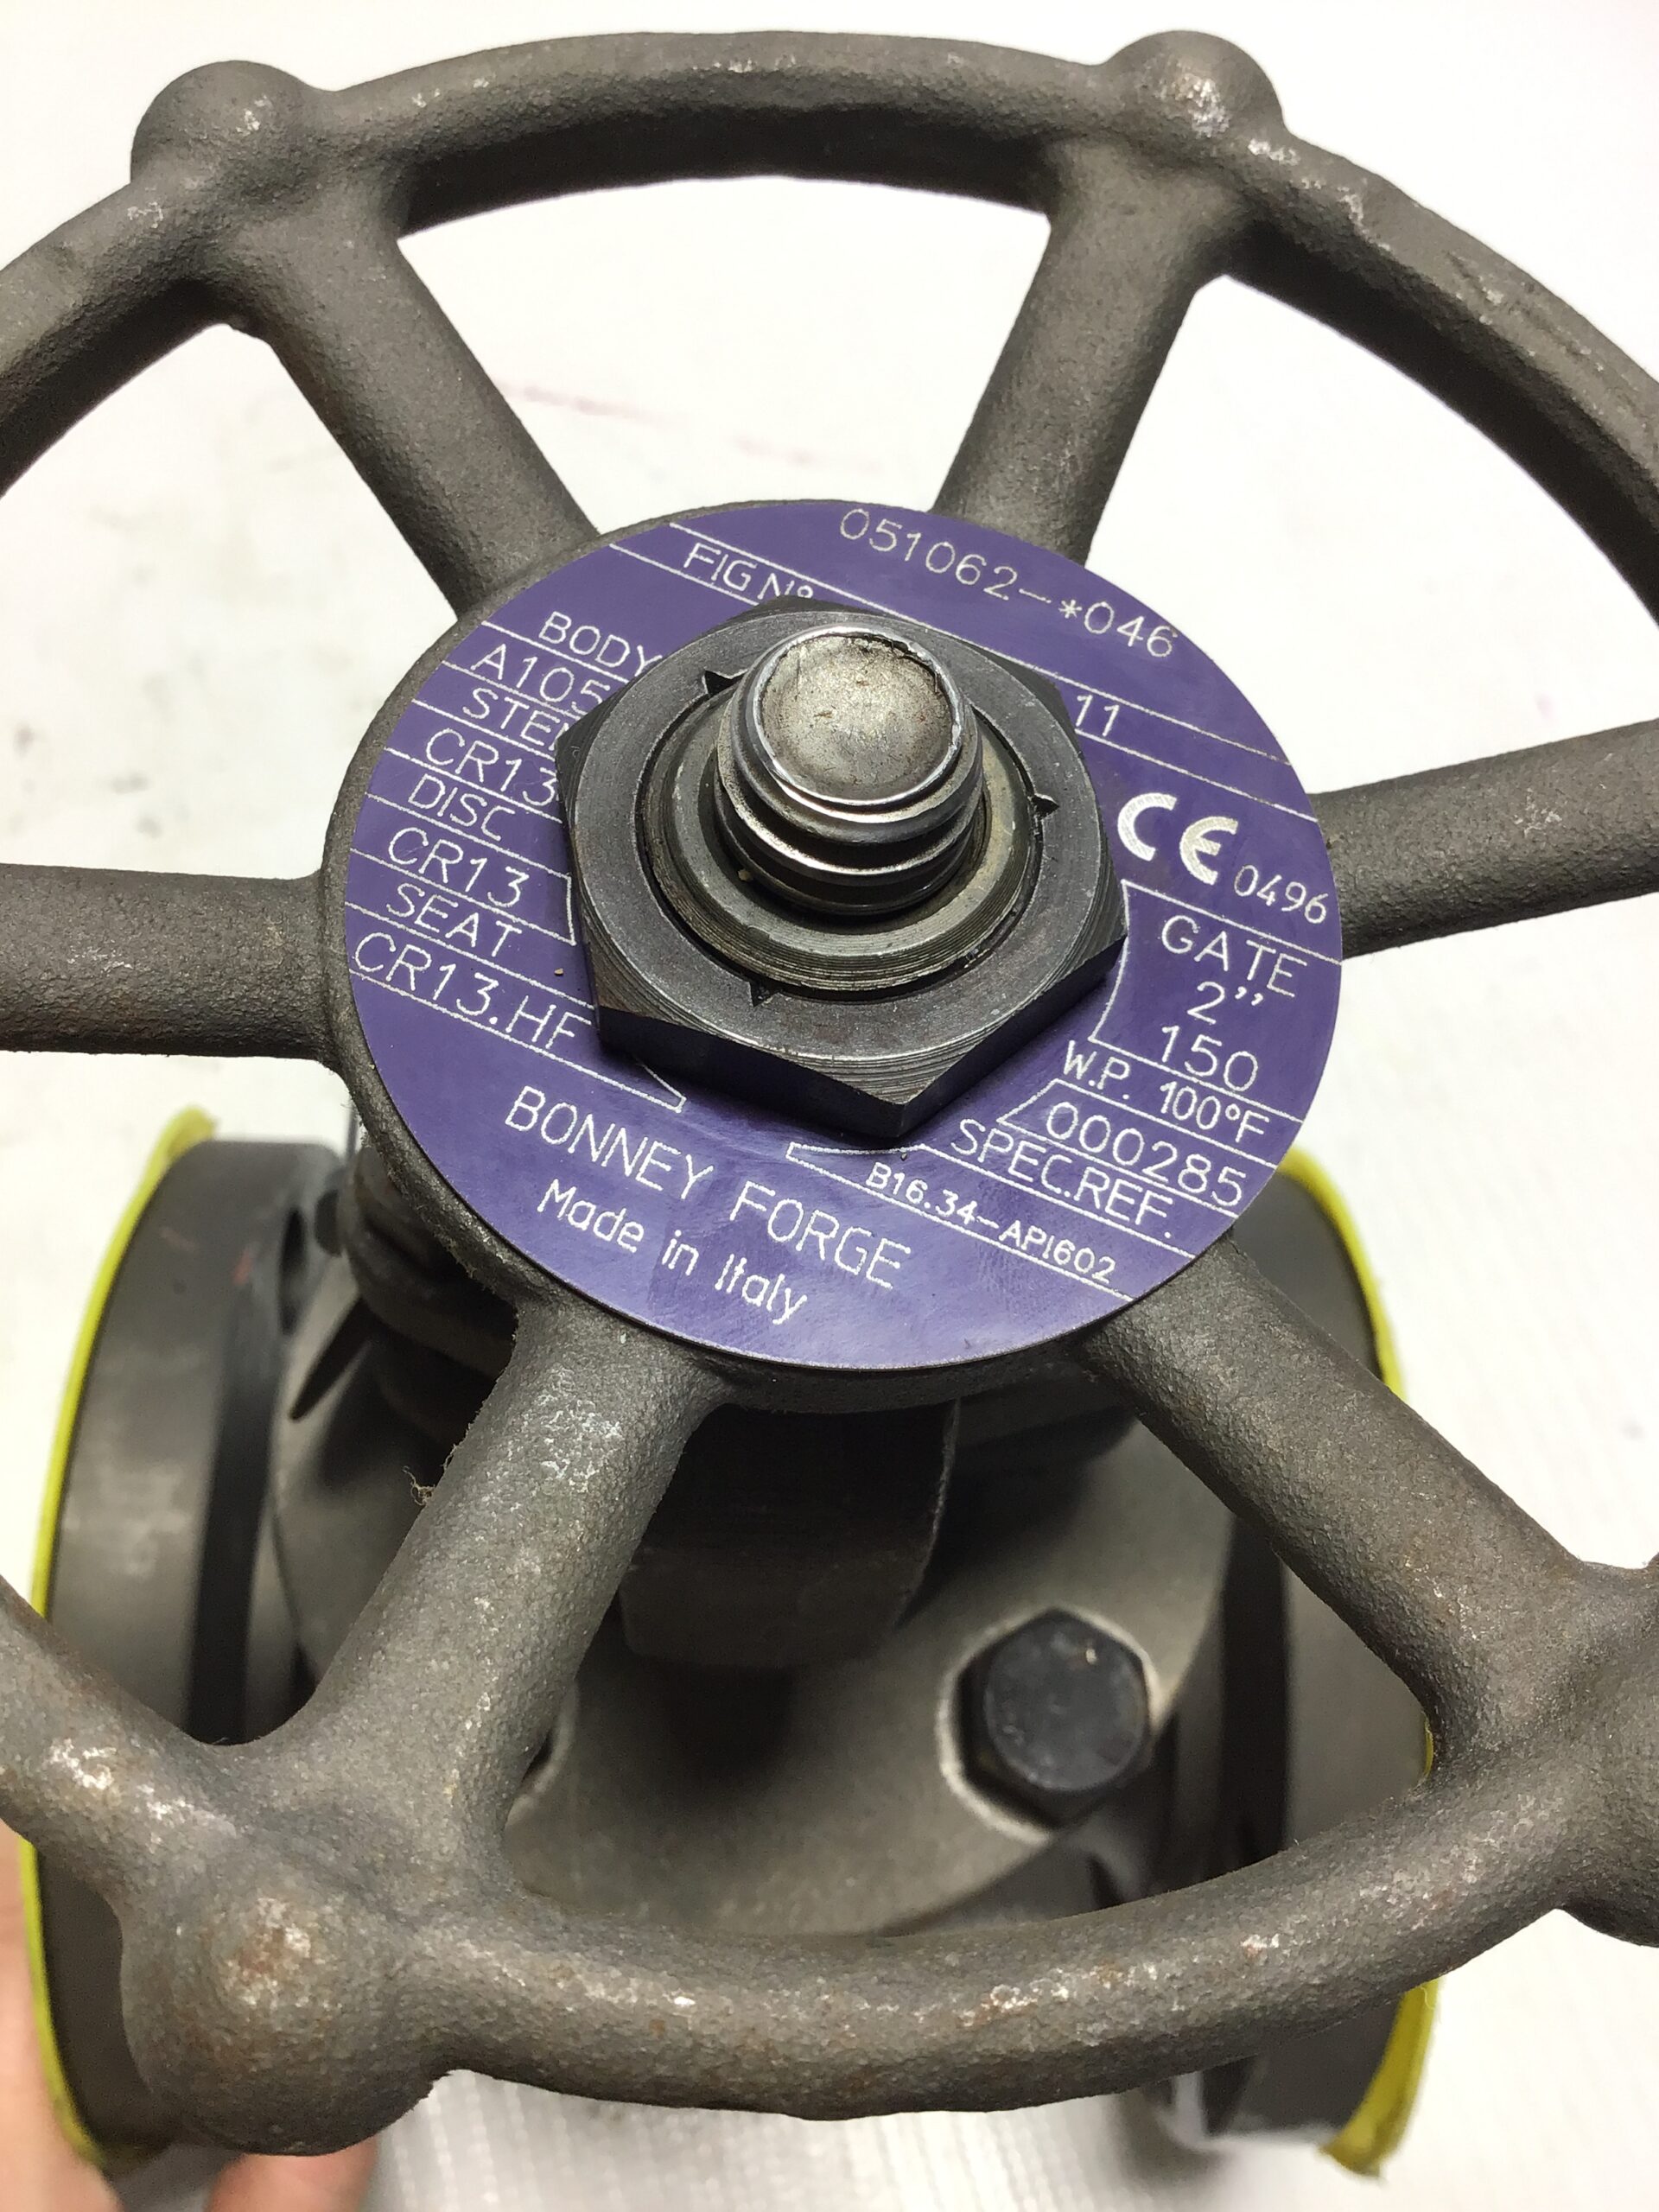 051062-*046
FIG Nº 11
BODY
A105
STEM
CR13
DISC
CR13
SEAT
CR13.HF
CE 0496
GATE
2”
150
W.P. 100°F
000285
SPEC.REF.
B16.34-API602
BONNEY FORGE
Made in Italy